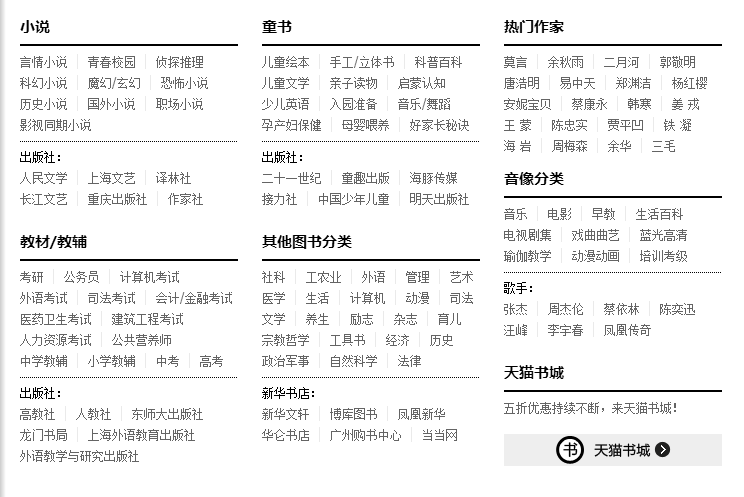 小说
言情小说 青春校园 侦探推理
科幻小说 魔幻/玄幻 恐怖小说
历史小说 国外小说 职场小说
影视同期小说
出版社：
人民文学 上海文艺 译林社
长江文艺 重庆出版社 作家社
教材/教辅
考研 公务员 计算机考试
外语考试 司法考试 会计/金融考试
医药卫生考试 建筑工程考试
人力资源考试 公共营养师
中学教辅 小学教辅 中考 高考
出版社：
高教社 人教社 东师大出版社
龙门书局 上海外语教育出版社
外语教学与研究出版社
童书
儿童绘本 手工/立体书 科普百科
儿童文学 亲子读物 启蒙认知
少儿英语 入园准备 音乐/舞蹈
孕产妇保健 母婴喂养 好家长秘诀
出版社：
二十一世纪 童趣出版 海豚传媒
接力社 中国少年儿童 明天出版社
其他图书分类
社科 工农业 外语 管理 艺术
医学 生活 计算机 动漫 司法
文学 养生 励志 杂志 育儿
宗教哲学 工具书 经济 历史
政治军事 自然科学 法律
新华书店：
新华文轩 博库图书 凤凰新华
华仑书店 广州购书中心 当当网
热门作家
莫言 余秋雨 二月河 郭敬明
唐浩明 易中天 郑渊洁 杨红樱
安妮宝贝 蔡康永 韩寒 姜 戎
王 蒙 陈忠实 贾平凹 铁 凝
海 岩 周梅森 余华 三毛
音像分类
音乐 电影 早教 生活百科
电视剧集 戏曲曲艺 蓝光高清
瑜伽教学 动漫动画 培训考级
歌手：
张杰 周杰伦 蔡依林 陈奕迅
汪峰 李宇春 凤凰传奇
天猫书城
五折优惠持续不断，来天猫书城！
书 天猫书城